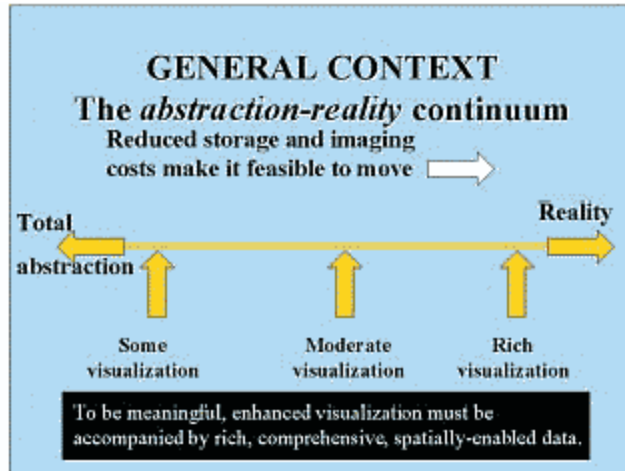 GENERAL CONTEXT
The abstraction-reality continuum
Reduced storage and imaging
costs make it feasible to move
Total
abstraction
Reality
Some
visualization
Moderate
visualization
Rich
visualization
To be meaningful, enhanced visualization must be
accompanied by rich, comprehensive, spatially-enabled data.